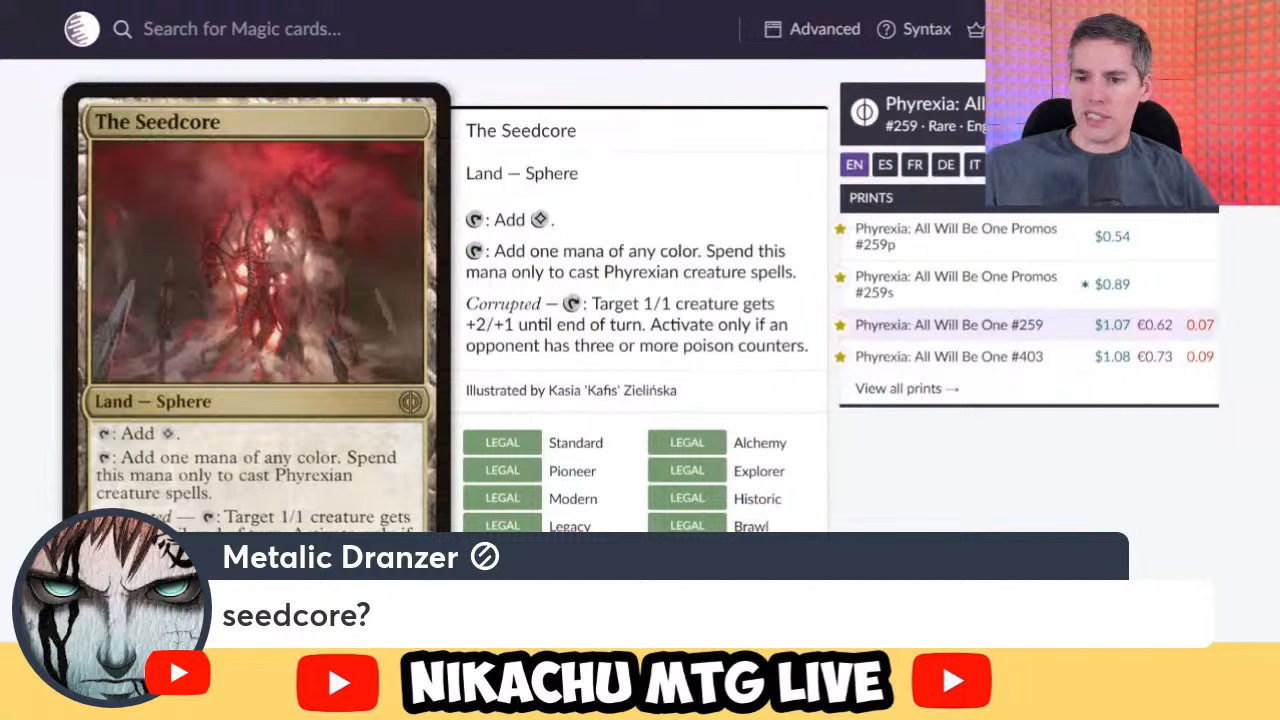 Search for Magic cards...
Advanced
Syntax
The Seedcore
Land — Sphere
: Add .
: Add one mana of any color. Spend
this mana only to cast Phyrexian
creature spells.
— : Target 1/1 creature gets
The Seedcore
Land — Sphere
: Add .
: Add one mana of any color. Spend this
mana only to cast Phyrexian creature spells.
Corrupted — : Target 1/1 creature gets
+2/+1 until end of turn. Activate only if an
opponent has three or more poison counters.
Illustrated by Kasia 'Kafis' Zielińska
LEGAL Standard LEGAL Alchemy
LEGAL Pioneer LEGAL Explorer
LEGAL Modern LEGAL Historic
LEGAL Legacy LEGAL Brawl
Phyrexia: All
#259 · Rare · Eng
EN ES FR DE IT
PRINTS
Phyrexia: All Will Be One Promos
#259p $0.54
Phyrexia: All Will Be One Promos
#259s $0.89
Phyrexia: All Will Be One #259 $1.07 €0.62 0.07
Phyrexia: All Will Be One #403 $1.08 €0.73 0.09
View all prints →
Metalic Dranzer
seedcore?
NIKACHU MTG LIVE